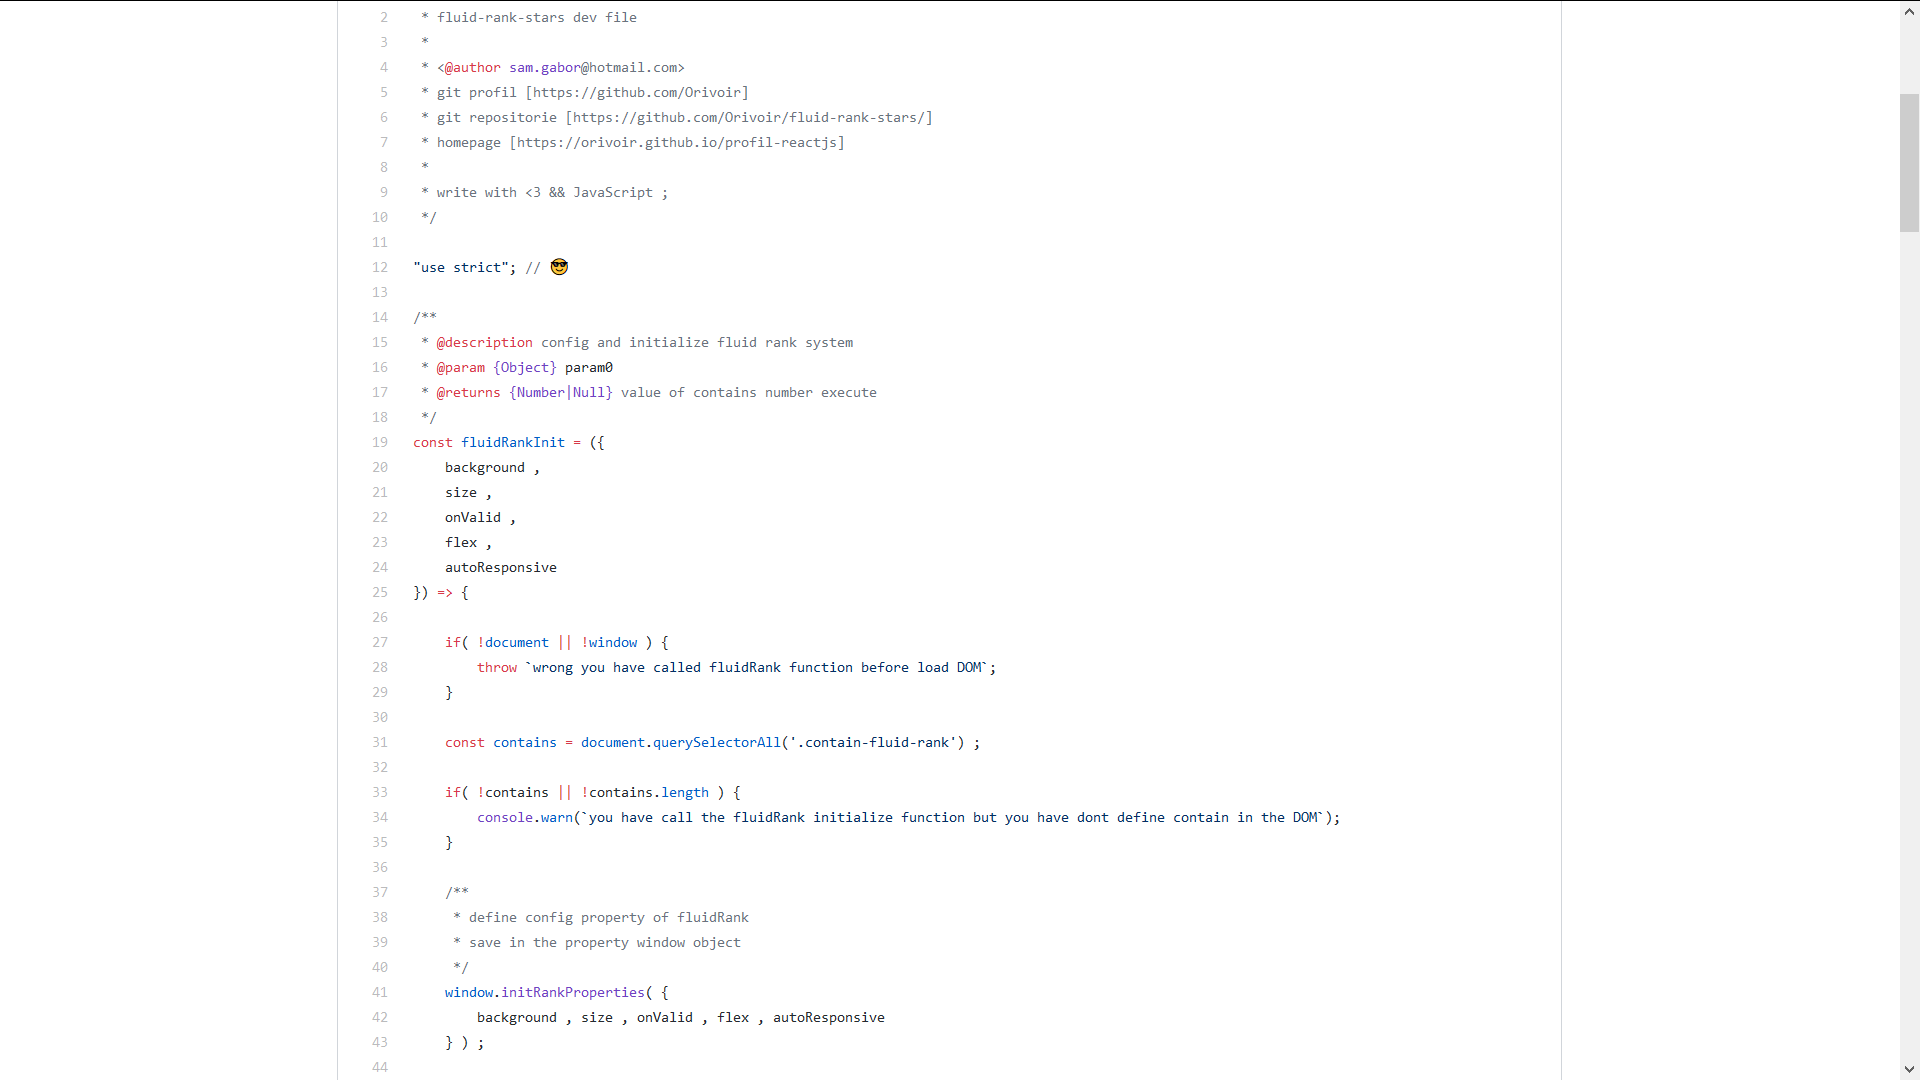 2 * fluid-rank-stars dev file
3 *
4 * <@author sam.gabor@hotmail.com>
5 * git profil [https://github.com/Orivoir]
6 * git repositorie [https://github.com/Orivoir/fluid-rank-stars/]
7 * homepage [https://orivoir.github.io/profil-reactjs]
8 *
9 * write with <3 && JavaScript ;
10 */
11
12 "use strict"; // 😎
13
14 /**
15 * @description config and initialize fluid rank system
16 * @param {Object} param0
17 * @returns {Number|Null} value of contains number execute
18 */
19 const fluidRankInit = ({
20 background ,
21 size ,
22 onValid ,
23 flex ,
24 autoResponsive
25 }) => {
26
27 if( !document || !window ) {
28 throw `wrong you have called fluidRank function before load DOM`;
29 }
30
31 const contains = document.querySelectorAll('.contain-fluid-rank') ;
32
33 if( !contains || !contains.length ) {
34 console.warn(`you have call the fluidRank initialize function but you have dont define contain in the DOM`);
35 }
36
37 /**
38 * define config property of fluidRank
39 * save in the property window object
40 */
41 window.initRankProperties( {
42 background , size , onValid , flex , autoResponsive
43 } ) ;
44